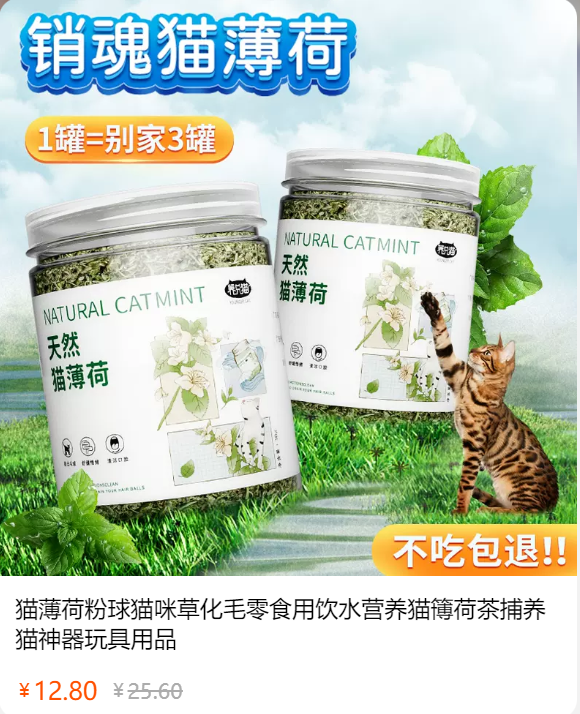 销魂猫薄荷
1罐=别家3罐
NATURAL CATMINT
天然
猫薄荷
NATURAL CATMINT
天然
猫薄荷
不吃包退!!
猫薄荷粉球猫咪草化毛零食用饮水营养猫簿荷茶捕养
猫神器玩具用品
¥12.80 ¥25.60